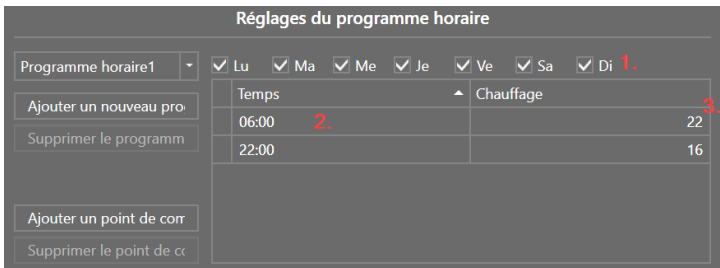 Réglages du programme horaire
Programme horaire1
Lu Ma Me Je Ve Sa Di 1.
Temps Chauffage
3.
Ajouter un nouveau pro
06:00 2. 22
Supprimer le programm
22:00 16
Ajouter un point de com
Supprimer le point de co